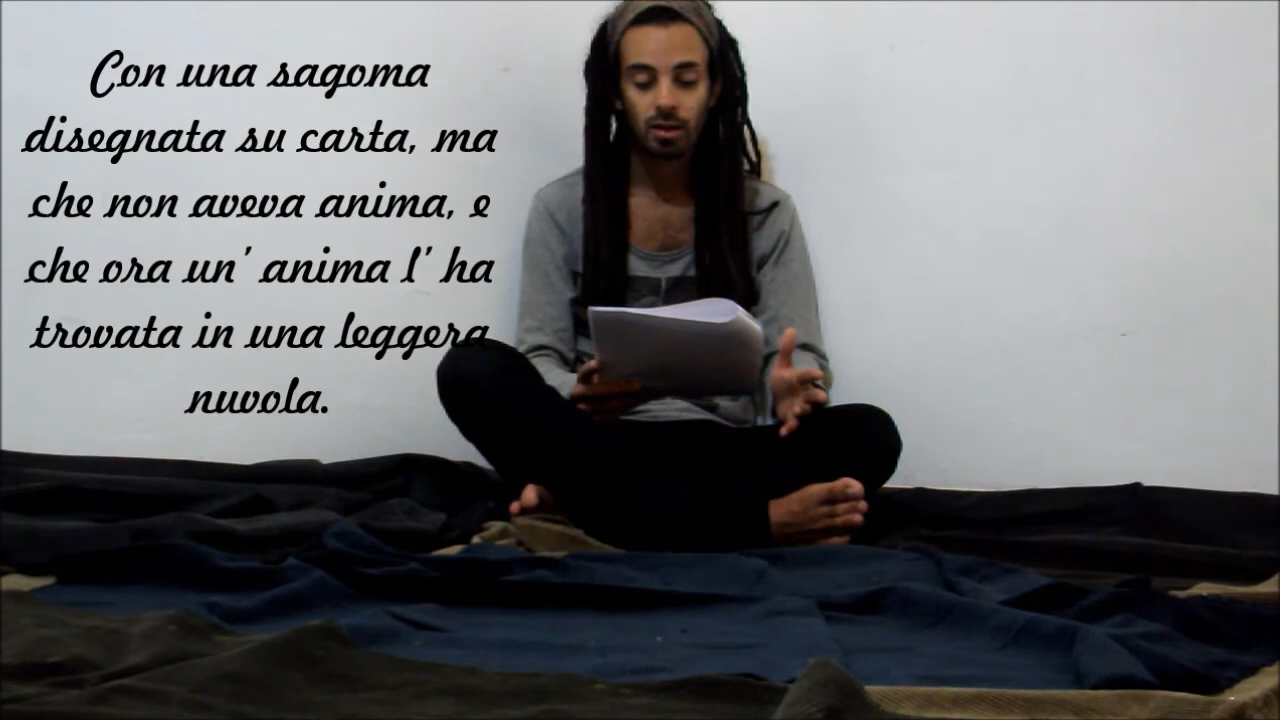 Con una sagoma
disegnata su carta, ma
che non aveva anima, e
che ora un' anima l' ha
trovata in una leggera
nuvola.